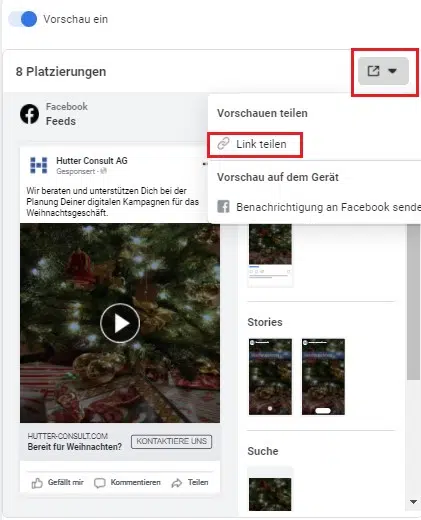 Vorschau ein
8 Platzierungen
Facebook
Feeds
Vorschauen teilen
Link teilen
Vorschau auf dem Gerät
Benachrichtigung an Facebook sende
Hutter Consult AG
Gesponsert ·
Wir beraten und unterstützen Dich bei der
Planung Deiner digitalen Kampagnen für das
Weihnachtsgeschäft.
HUTTER-CONSULT.COM
Bereit für Weihnachten?
KONTAKTIERE UNS
Gefällt mir
Kommentieren
Teilen
Stories
Suche